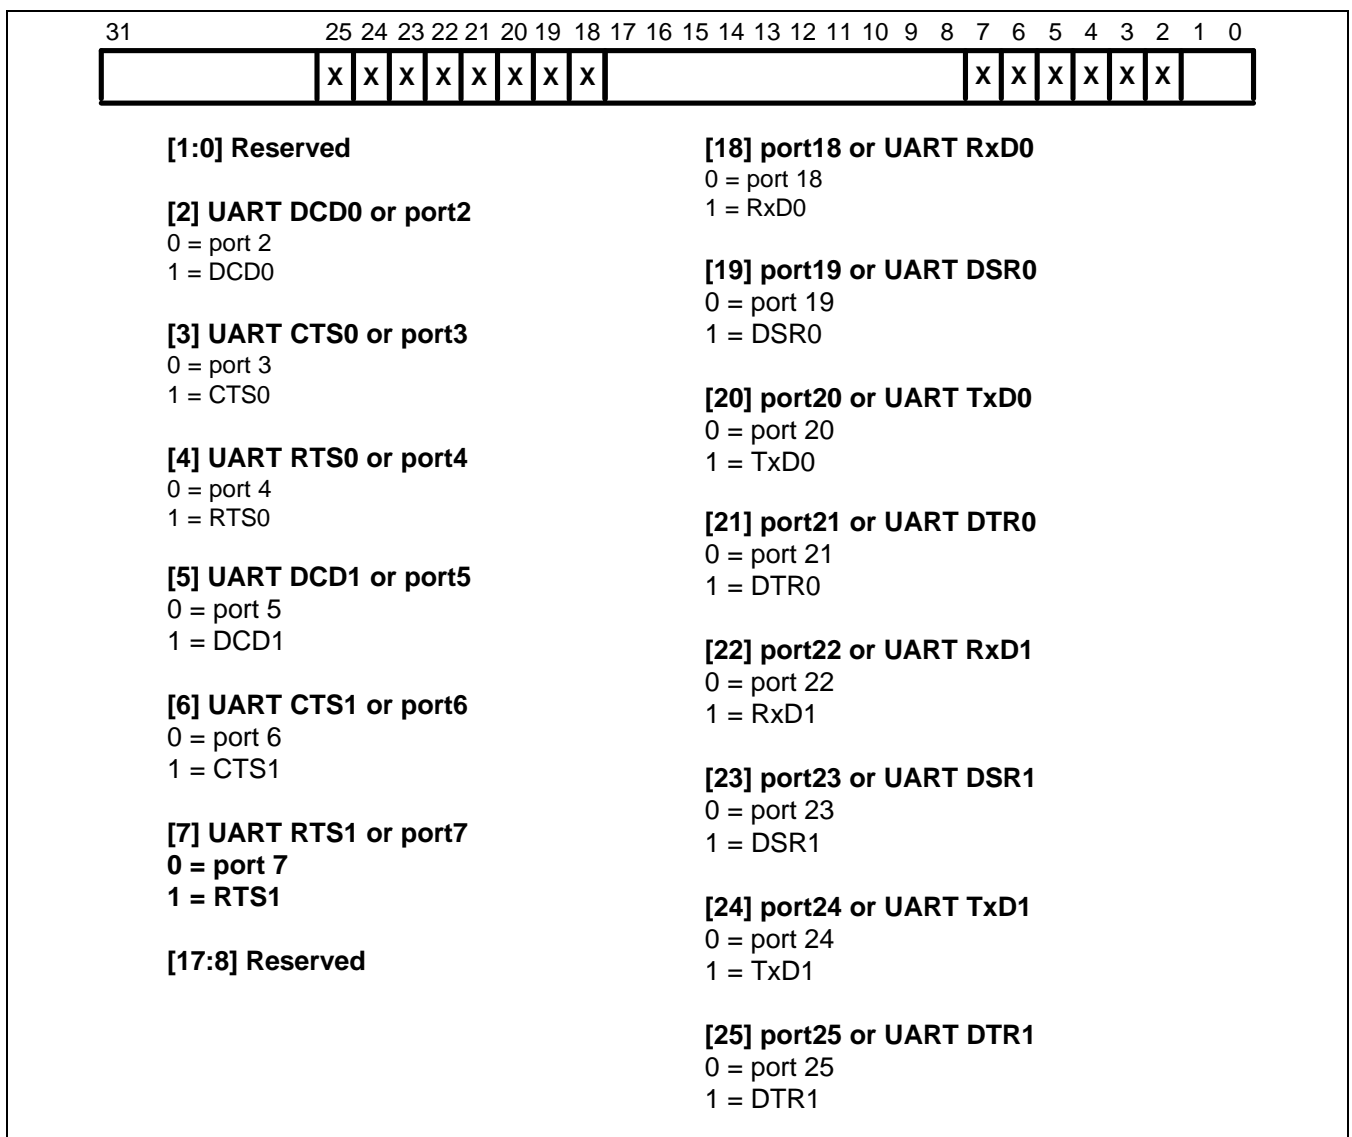 31 25 24 23 22 21 20 19 18 17 16 15 14 13 12 11 10 9 8 7 6 5 4 3 2 1 0
X X X X X X X X X X X X X X
[1:0] Reserved
[2] UART DCD0 or port2
0 = port 2
1 = DCD0
[3] UART CTS0 or port3
0 = port 3
1 = CTS0
[4] UART RTS0 or port4
0 = port 4
1 = RTS0
[5] UART DCD1 or port5
0 = port 5
1 = DCD1
[6] UART CTS1 or port6
0 = port 6
1 = CTS1
[7] UART RTS1 or port7
0 = port 7
1 = RTS1
[17:8] Reserved
[18] port18 or UART RxD0
0 = port 18
1 = RxD0
[19] port19 or UART DSR0
0 = port 19
1 = DSR0
[20] port20 or UART TxD0
0 = port 20
1 = TxD0
[21] port21 or UART DTR0
0 = port 21
1 = DTR0
[22] port22 or UART RxD1
0 = port 22
1 = RxD1
[23] port23 or UART DSR1
0 = port 23
1 = DSR1
[24] port24 or UART TxD1
0 = port 24
1 = TxD1
[25] port25 or UART DTR1
0 = port 25
1 = DTR1